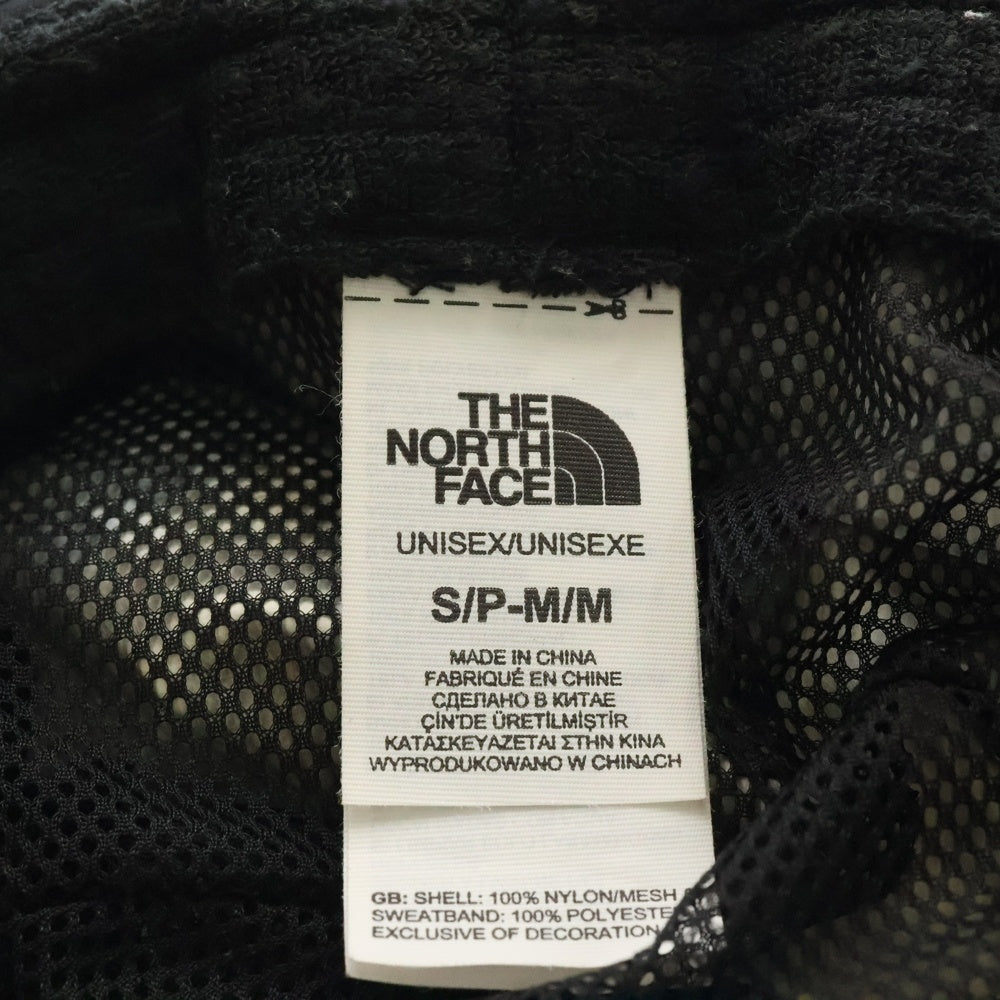 THE
NORTH
FACE
UNISEX/UNISEXE
S/P-M/M
MADE IN CHINA
FABRIQUÉ EN CHINE
СДЕЛАНО В КИТАЕ
ÇİN'DE ÜRETİLMİŞTİR
ΚΑΤΑΣΚΕΥΑΖΕΤΑΙ ΣΤΗΝ ΚΙΝΑ
WYPRODUKOWANO W CHINACH
GB: SHELL: 100% NYLON/MESH
SWEATBAND: 100% POLYESTE
EXCLUSIVE OF DECORATION